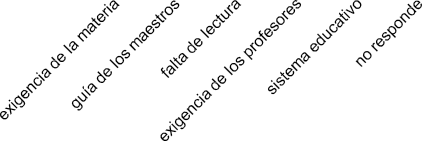 exigencia de la materia
guía de los maestros
falta de lectura
exigencia de los profesores
sistema educativo
no responde